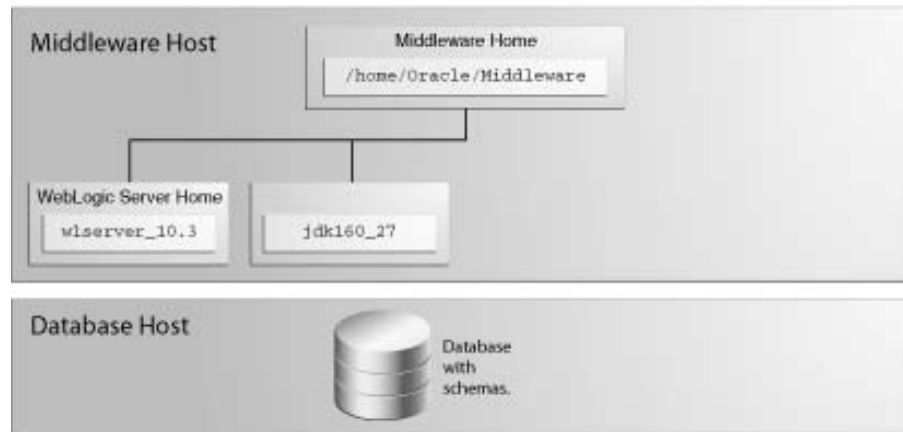 Middleware Host
Middleware Home
/home/Oracle/Middleware
WebLogic Server Home
wlserver_10.3
jdk160_27
Database Host
Database
with
schemas.